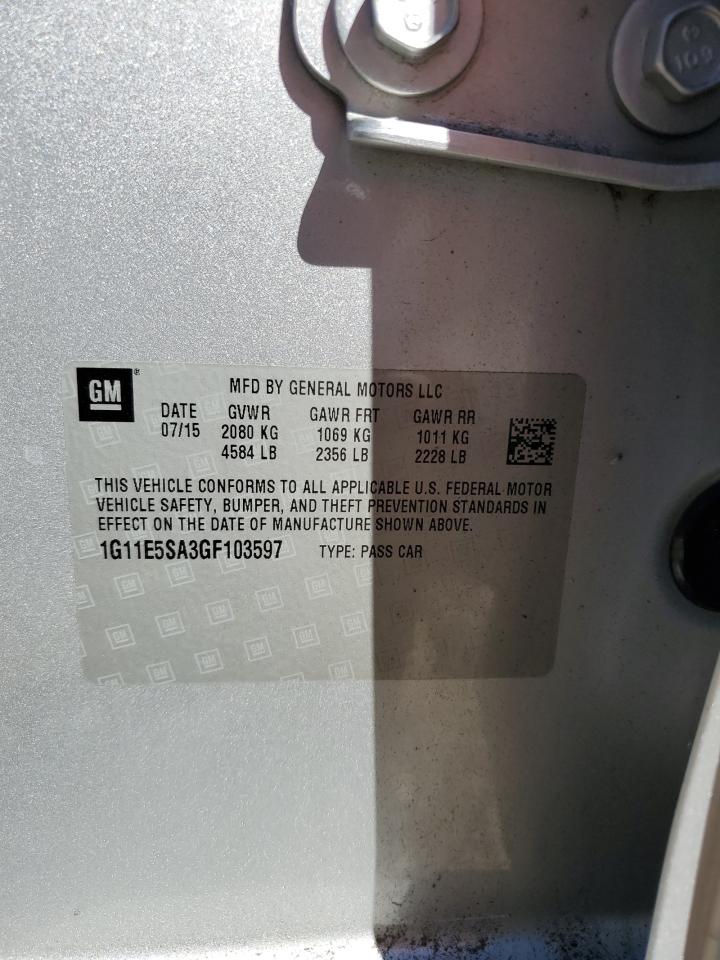 109
GM
MFD BY GENERAL MOTORS LLC
DATE GVWR GAWR FRT GAWR RR
07/15 2080 KG 1069 KG 1011 KG
4584 LB 2356 LB 2228 LB
THIS VEHICLE CONFORMS TO ALL APPLICABLE U.S. FEDERAL MOTOR
VEHICLE SAFETY, BUMPER, AND THEFT PREVENTION STANDARDS IN
EFFECT ON THE DATE OF MANUFACTURE SHOWN ABOVE.
1G11E5SA3GF103597 TYPE: PASS CAR